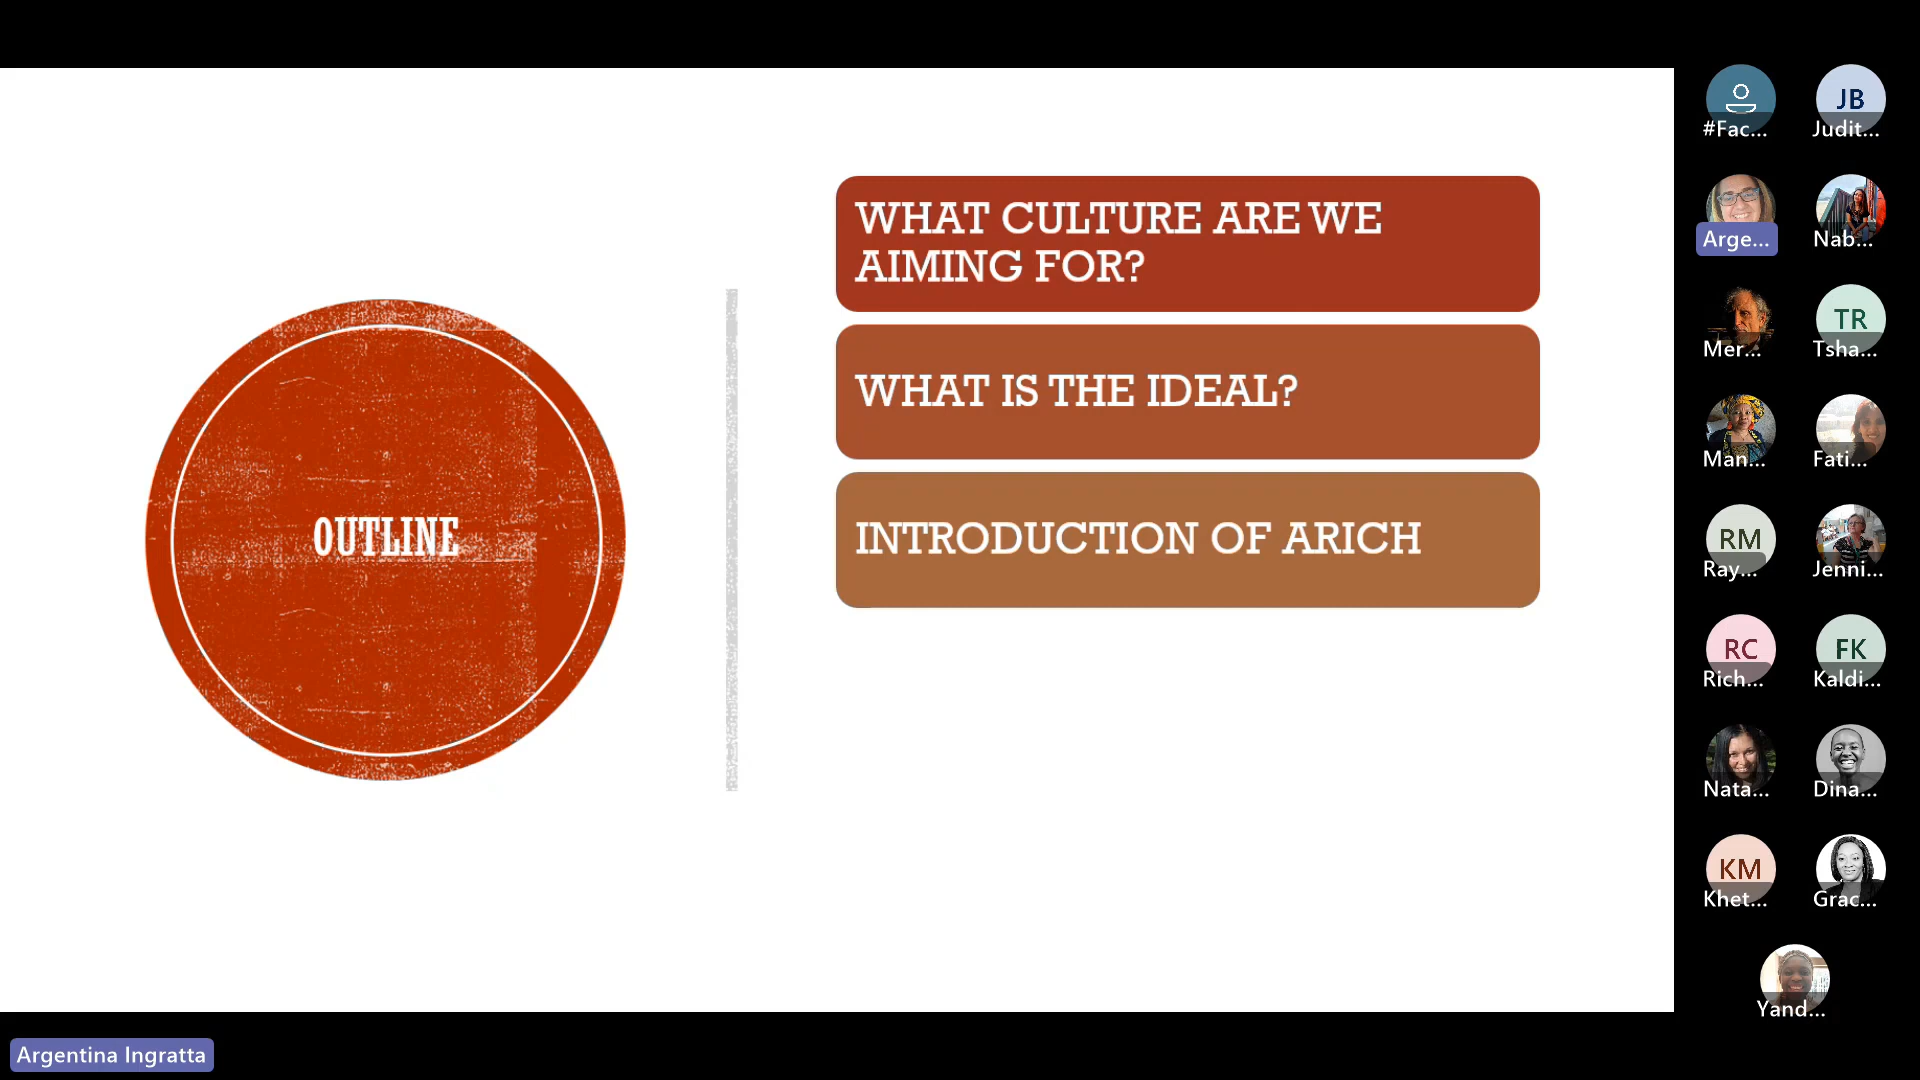 OUTLINE
WHAT CULTURE ARE WE
AIMING FOR?
WHAT IS THE IDEAL?
INTRODUCTION OF ARICH
#Fac...
JB
Judit...
Arge...
Nab...
Mer...
TR
Tsha...
Man...
Fati...
RM
Ray...
Jenni...
RC
Rich...
FK
Kaldi...
Nata...
Dina...
KM
Khet...
Grac...
Yand...
Argentina Ingratta